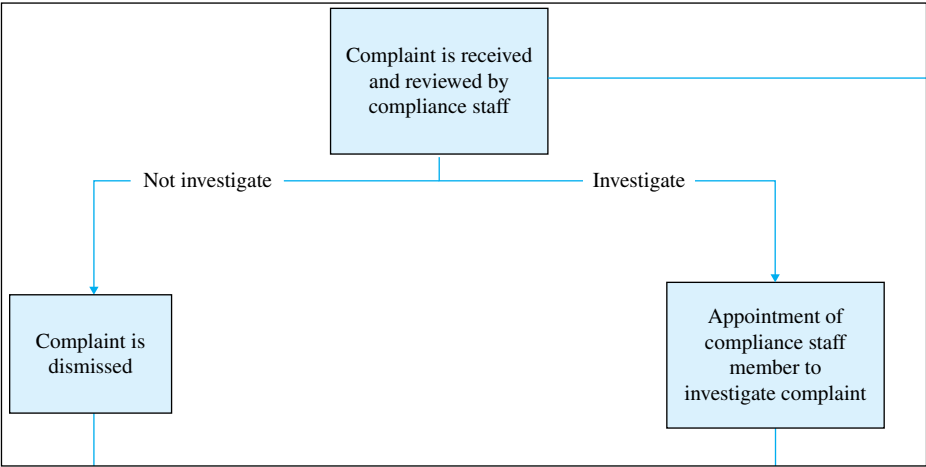 Complaint is received
and reviewed by
compliance staff
Not investigate
Investigate
Complaint is
dismissed
Appointment of
compliance staff
member to
investigate complaint